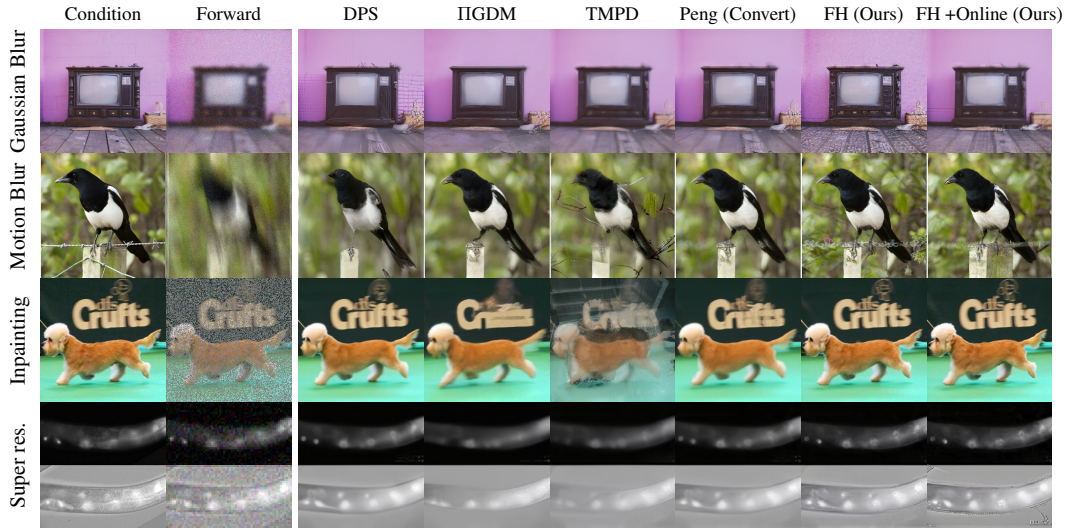 Condition Forward DPS ΠGDM TMPD Peng (Convert) FH (Ours) FH +Online (Ours)
Gaussian Blur
Motion Blur
Inpainting
Crufts
Crufts
Crufts
Crufts
Crufts
Crufts
Super res.